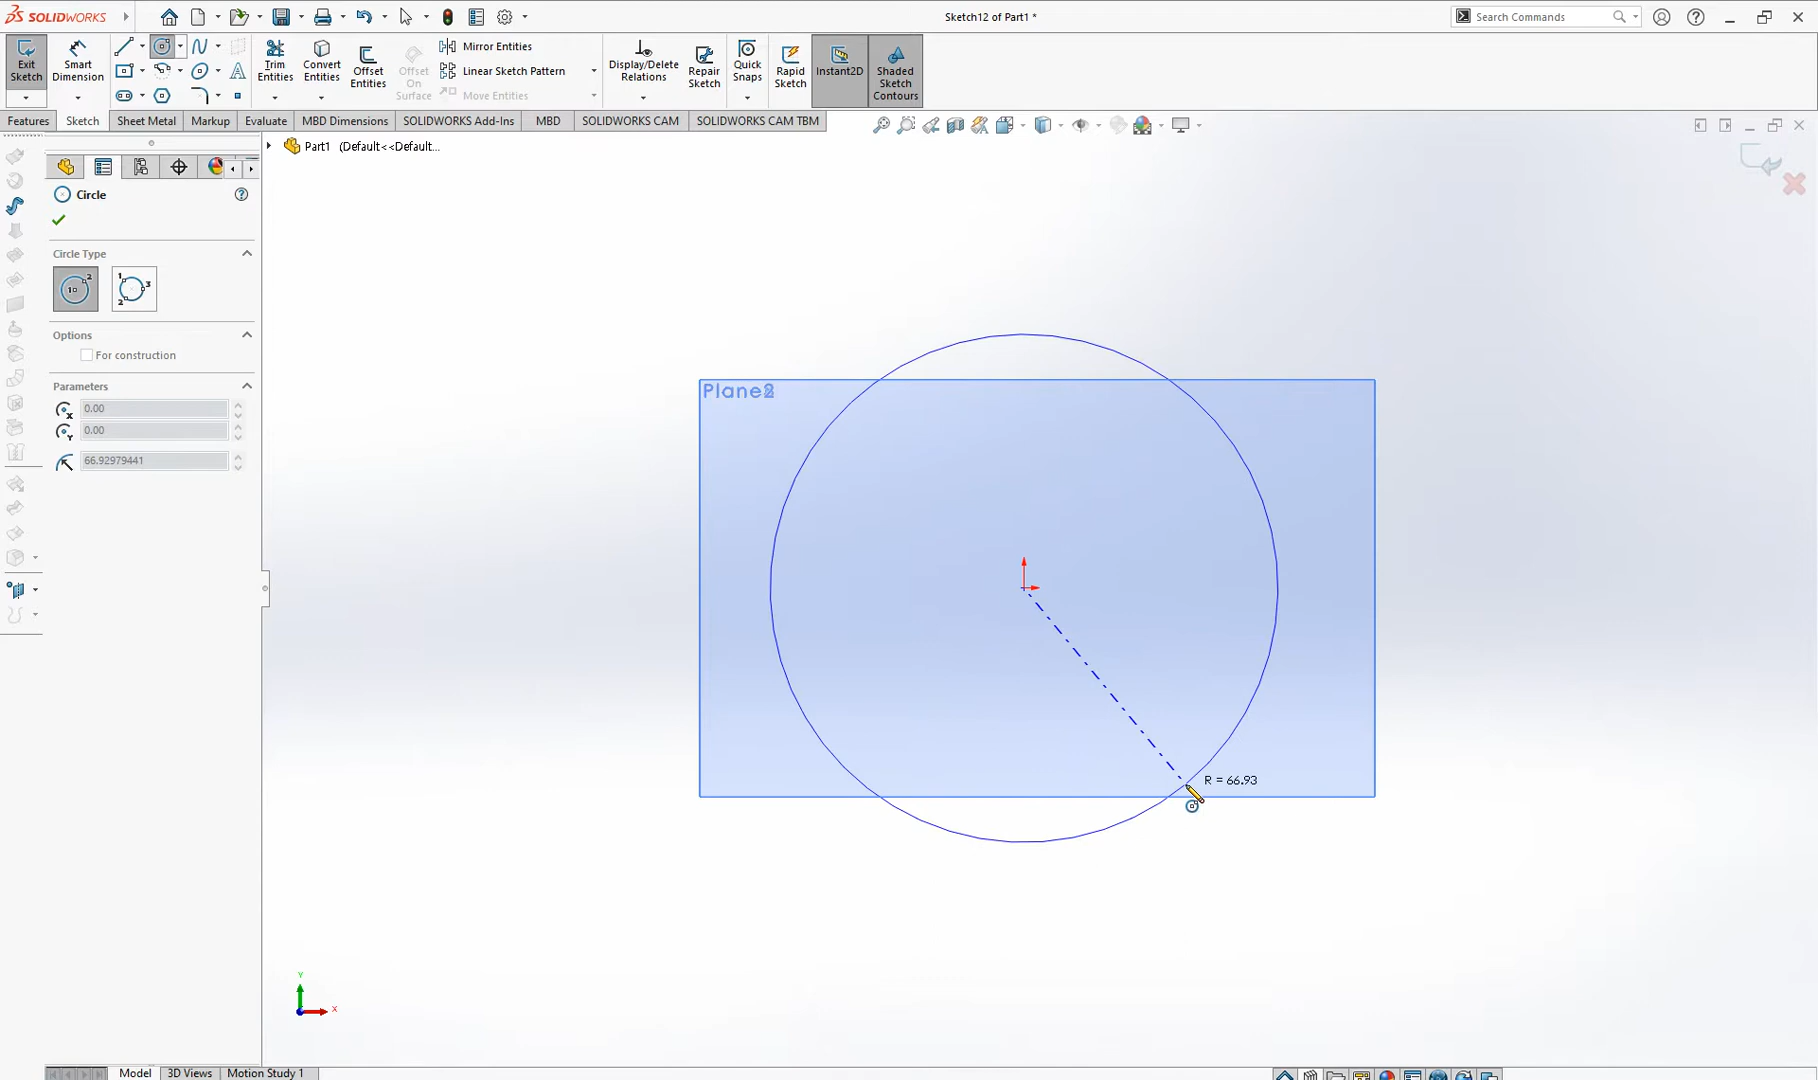 SOLIDWORKS
Sketch12 of Part1 *
Search Commands
Exit Sketch
Smart Dimension
Trim Entities
Convert Entities
Offset Entities
Offset On Surface
Mirror Entities
Linear Sketch Pattern
Move Entities
Display/Delete Relations
Repair Sketch
Quick Snaps
Rapid Sketch
Instant2D
Shaded Sketch Contours
Features
Sketch
Sheet Metal
Markup
Evaluate
MBD Dimensions
SOLIDWORKS Add-Ins
MBD
SOLIDWORKS CAM
SOLIDWORKS CAM TBM
Part1 (Default<<Default...
Circle
Circle Type
Options
For construction
Parameters
0.00
0.00
66.92979441
R = 66.93
Y
X
Model
3D Views
Motion Study 1